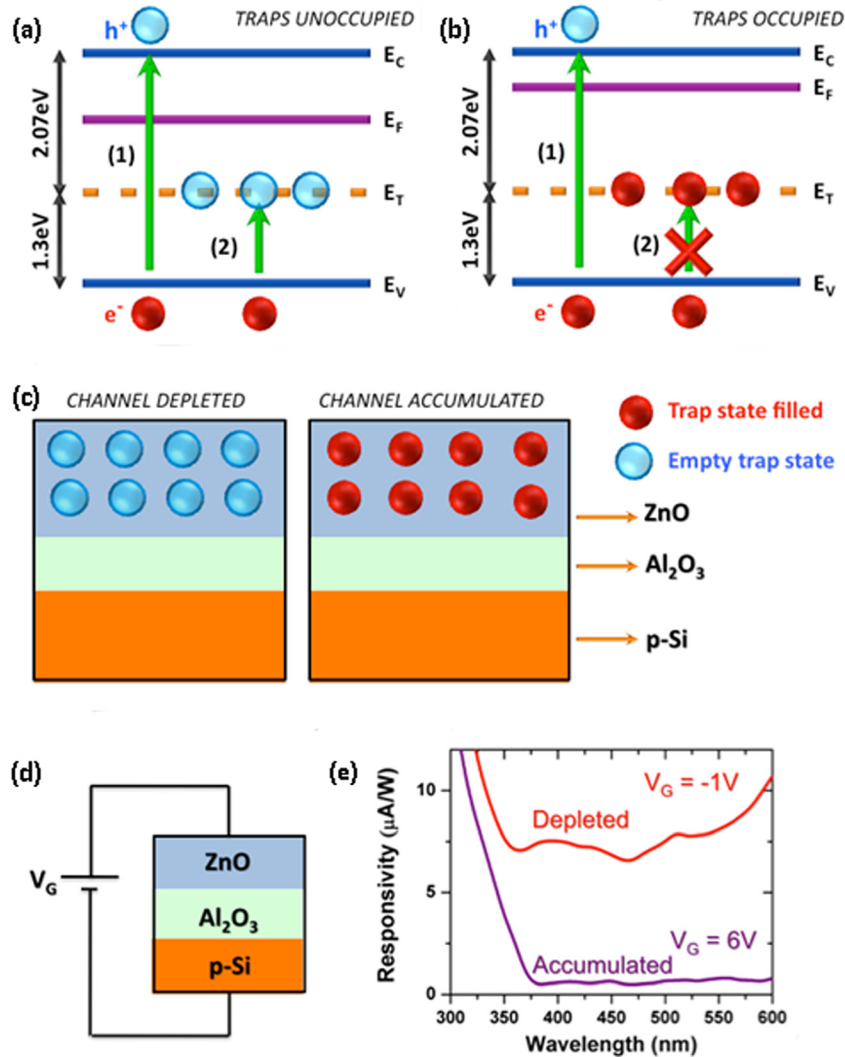 (a)
TRAPS UNOCCUPIED
h⁺
E_C
2.07eV
E_F
(1)
E_T
1.3eV
(2)
E_V
e⁻
(b)
TRAPS OCCUPIED
h⁺
E_C
2.07eV
E_F
(1)
E_T
1.3eV
(2)
E_V
e⁻
(c)
CHANNEL DEPLETED
CHANNEL ACCUMULATED
Trap state filled
Empty trap state
ZnO
Al₂O₃
p-Si
(d)
V_G
ZnO
Al₂O₃
p-Si
(e)
Responsivity (µA/W)
10
5
0
V_G = -1V
Depleted
V_G = 6V
Accumulated
300 350 400 450 500 550 600
Wavelength (nm)